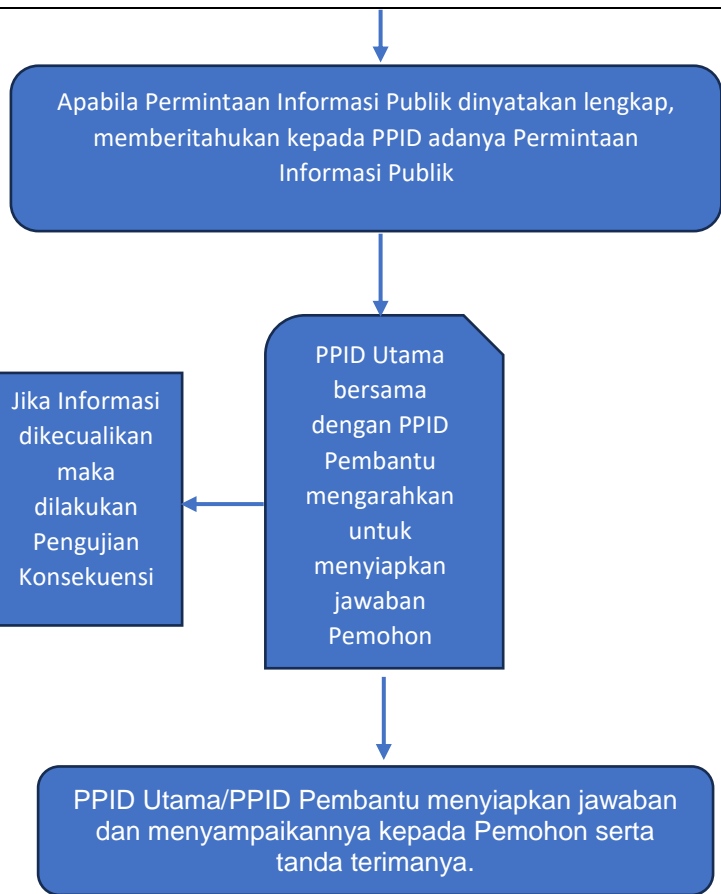 Apabila Permintaan Informasi Publik dinyatakan lengkap,
memberitahukan kepada PPID adanya Permintaan
Informasi Publik
PPID Utama
bersama
dengan PPID
Pembantu
mengarahkan
untuk
menyiapkan
jawaban
Pemohon
Jika Informasi
dikecualikan
maka
dilakukan
Pengujian
Konsekuensi
PPID Utama/PPID Pembantu menyiapkan jawaban
dan menyampaikannya kepada Pemohon serta
tanda terimanya.